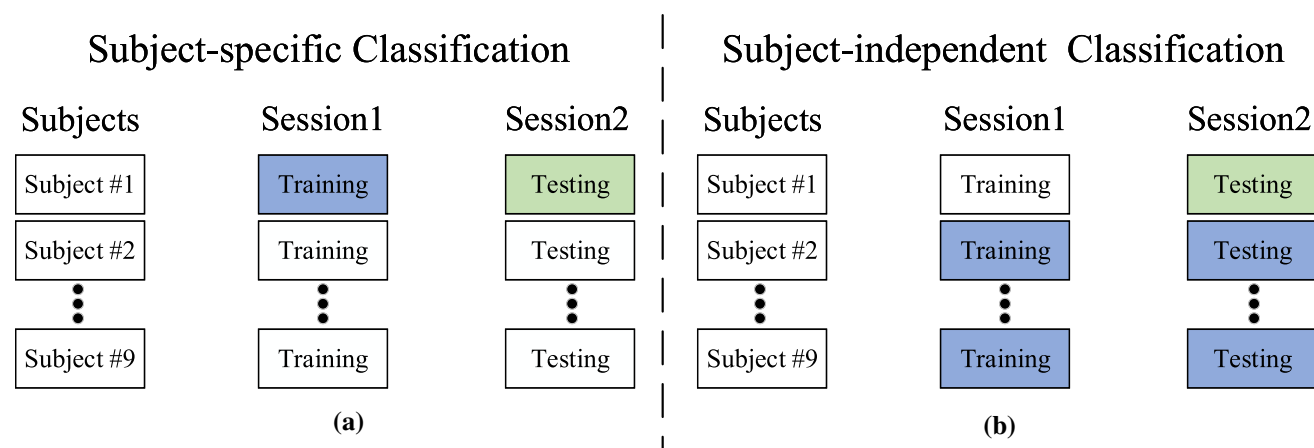 Subject-specific Classification
Subjects Session1 Session2
Subject #1 Training Testing
Subject #2 Training Testing
Subject #9 Training Testing
(a)
Subject-independent Classification
Subjects Session1 Session2
Subject #1 Training Testing
Subject #2 Training Testing
Subject #9 Training Testing
(b)